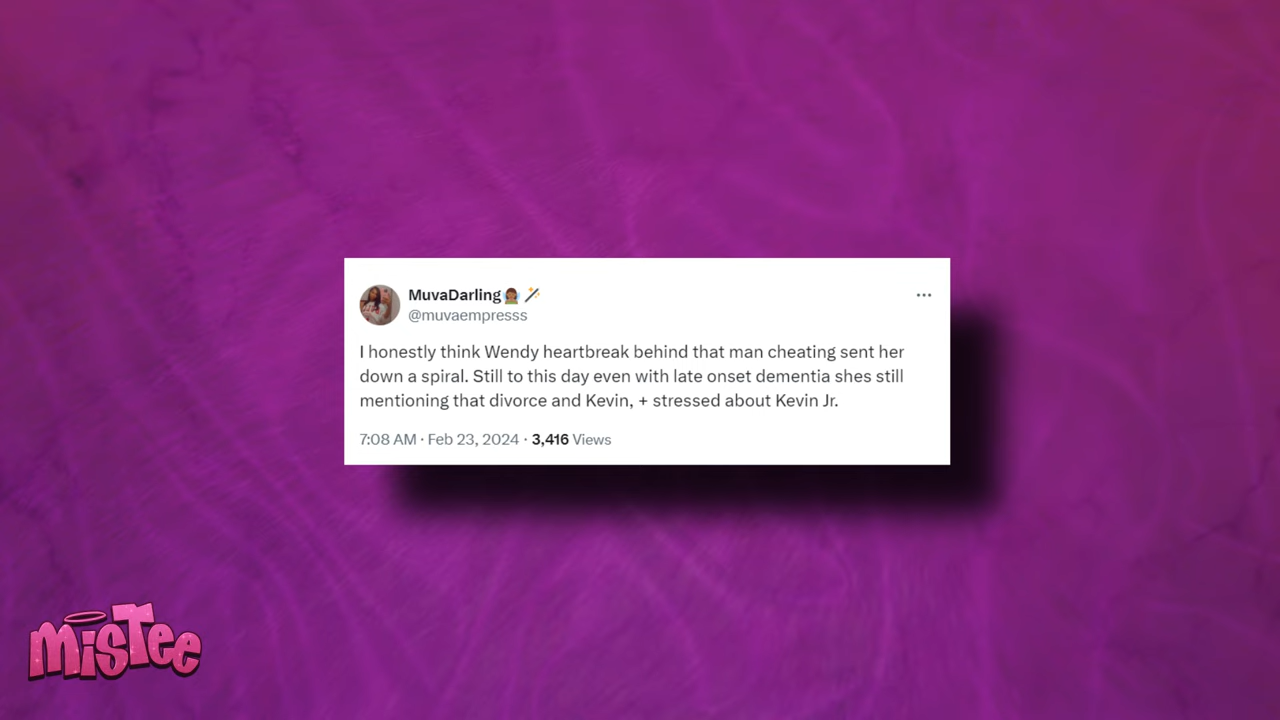 MuvaDarling
@muvaempresss
I honestly think Wendy heartbreak behind that man cheating sent her
down a spiral. Still to this day even with late onset dementia shes still
mentioning that divorce and Kevin, + stressed about Kevin Jr.
7:08 AM · Feb 23, 2024 · 3,416 Views
MisTee